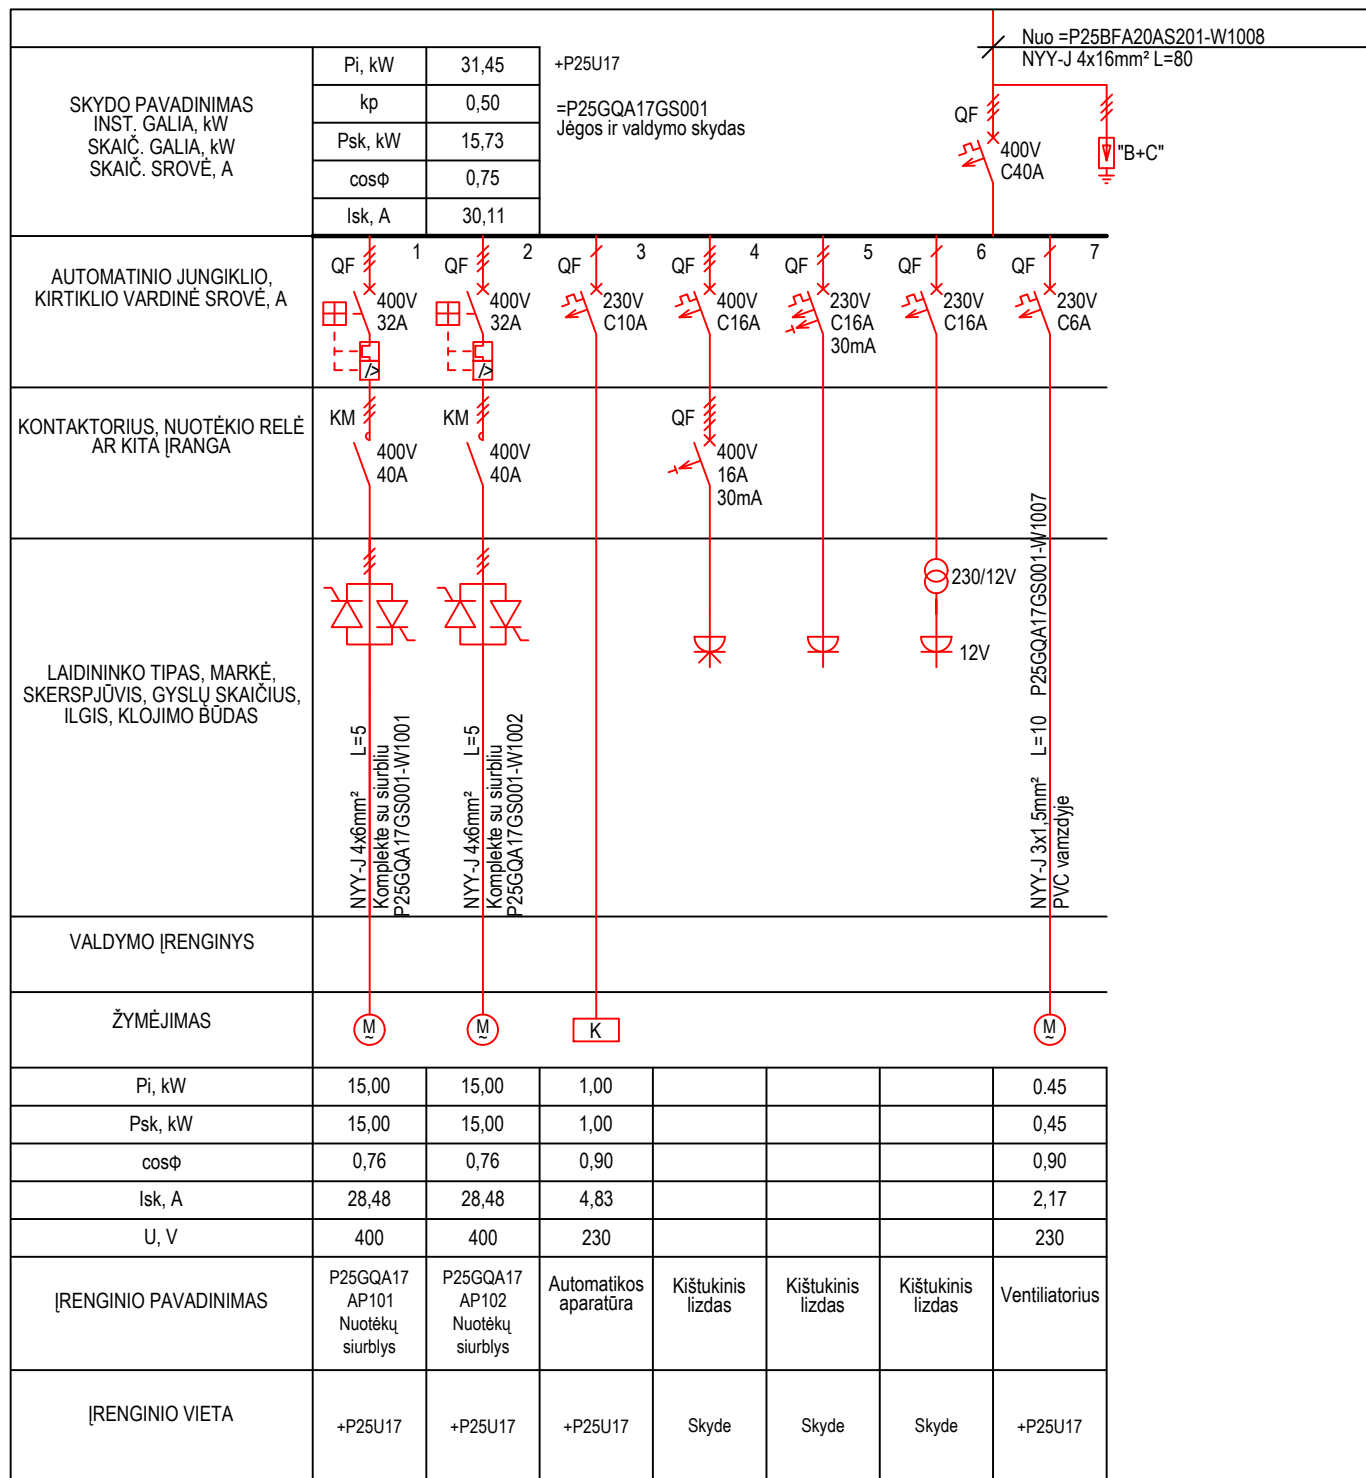 Nuo =P25BFA20AS201-W1008
NYY-J 4x16mm² L=80
SKYDO PAVADINIMAS
INST. GALIA, kW
SKAIČ. GALIA, kW
SKAIČ. SROVĖ, A
Pi, kW 31,45
kp 0,50
Psk, kW 15,73
cosΦ 0,75
Isk, A 30,11
+P25U17
=P25GQA17GS001
Jėgos ir valdymo skydas
QF
400V
C40A
"B+C"
AUTOMATINIO JUNGIKLIO,
KIRTIKLIO VARDINĖ SROVĖ, A
1 2 3 4 5 6 7
QF QF QF QF QF QF QF
400V 400V 230V 400V 230V 230V 230V
32A 32A C10A C16A C16A C16A C6A
30mA
/> />
KONTAKTORIUS, NUOTĖKIO RELĖ
AR KITA ĮRANGA
KM KM QF
400V 400V 400V
40A 40A 16A
30mA
LAIDININKO TIPAS, MARKĖ,
SKERSPJŪVIS, GYSLŲ SKAIČIUS,
ILGIS, KLOJIMO BŪDAS
230/12V
12V
NYY-J 4x6mm² L=5
Komplekte su siurbliu
P25GQA17GS001-W1001
NYY-J 4x6mm² L=5
Komplekte su siurbliu
P25GQA17GS001-W1002
NYY-J 3x1,5mm² L=10 P25GQA17GS001-W1007
PVC vamzdyje
VALDYMO ĮRENGINYS
ŽYMĖJIMAS
M
~
M
~
K
M
~
Pi, kW 15,00 15,00 1,00 0.45
Psk, kW 15,00 15,00 1,00 0,45
cosΦ 0,76 0,76 0,90 0,90
Isk, A 28,48 28,48 4,83 2,17
U, V 400 400 230 230
ĮRENGINIO PAVADINIMAS
P25GQA17
AP101
Nuotėkų
siurblys
P25GQA17
AP102
Nuotėkų
siurblys
Automatikos
aparatūra
Kištukinis
lizdas
Kištukinis
lizdas
Kištukinis
lizdas
Ventiliatorius
ĮRENGINIO VIETA
+P25U17 +P25U17 +P25U17 Skyde Skyde Skyde +P25U17